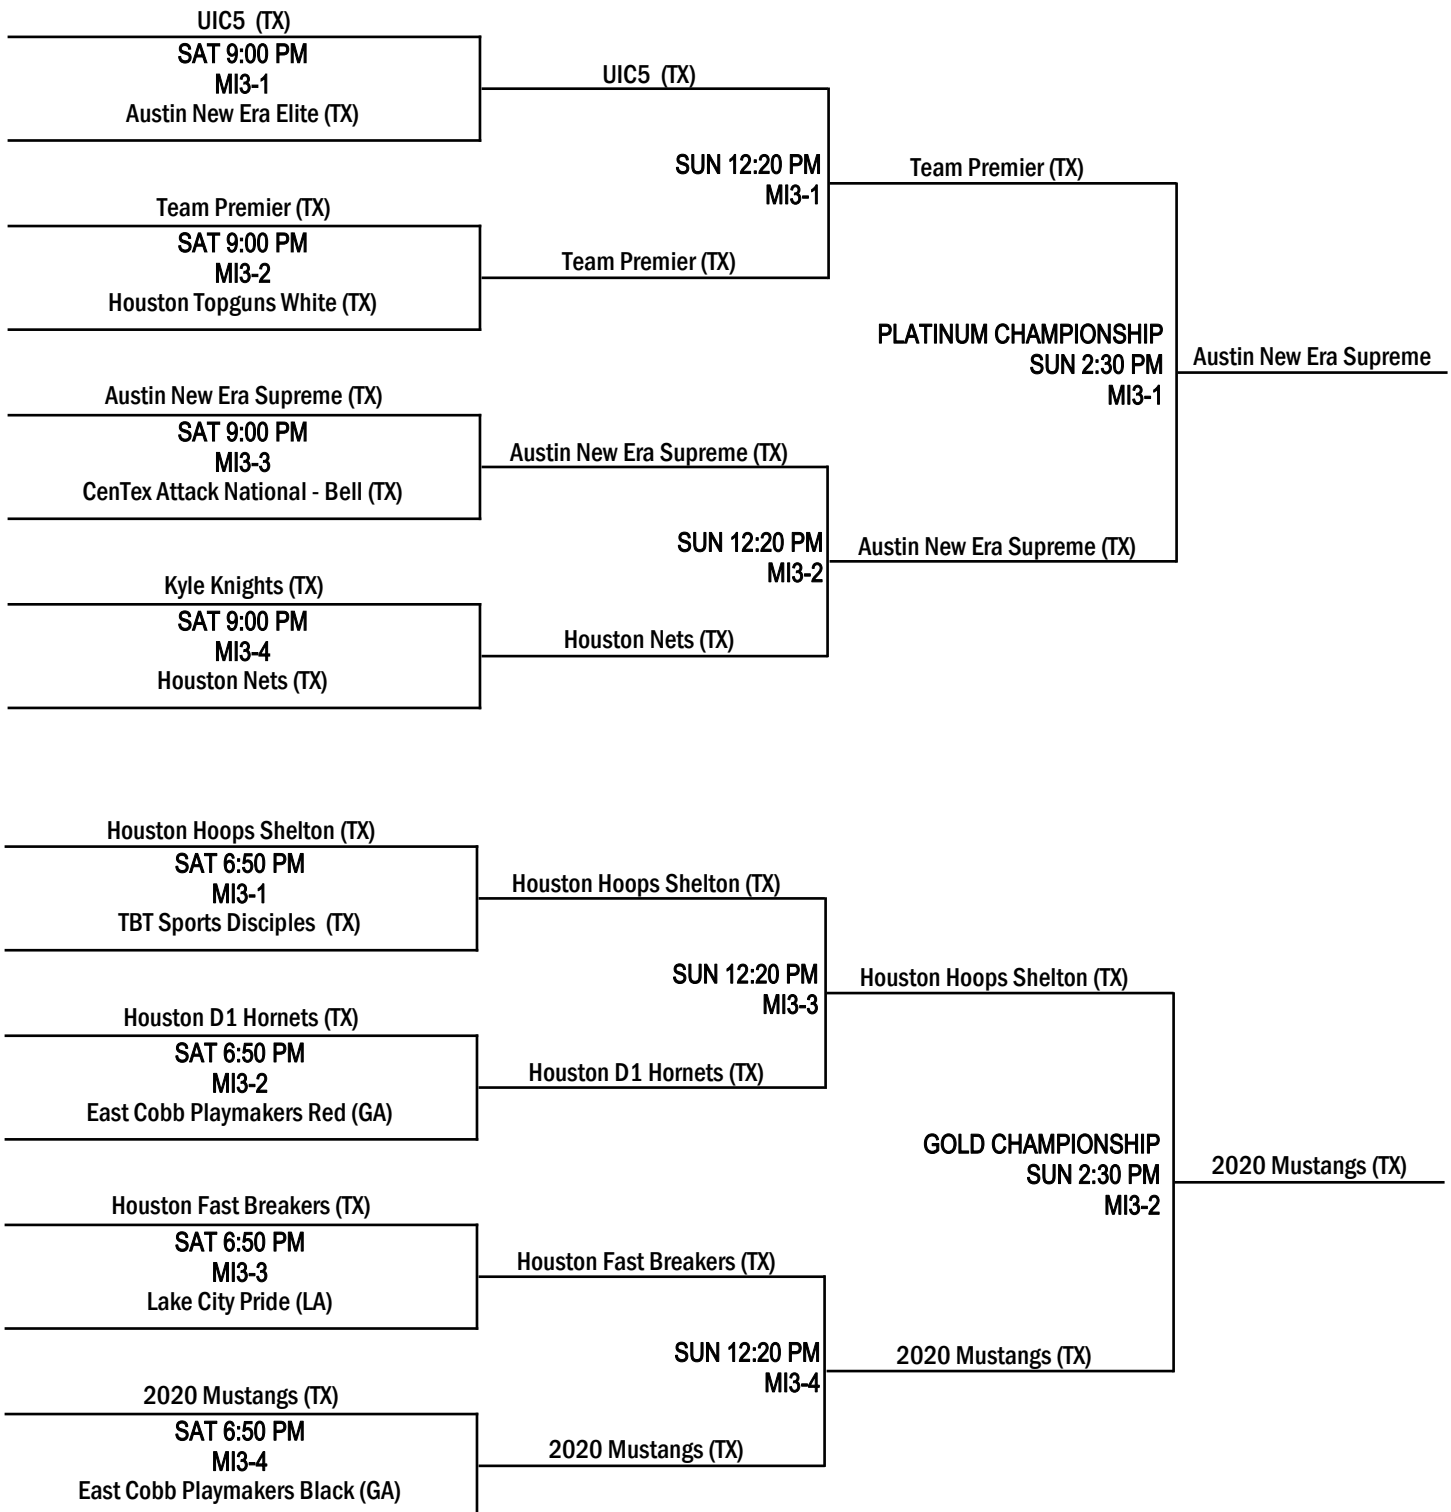 UIC5  (TX)
SAT 9:00 PM
MI3-1
Austin New Era Elite (TX)
Team Premier (TX)
SAT 9:00 PM
MI3-2
Houston Topguns White (TX)
Austin New Era Supreme (TX)
SAT 9:00 PM
MI3-3
CenTex Attack National - Bell (TX)
Kyle Knights (TX)
SAT 9:00 PM
MI3-4
Houston Nets (TX)
UIC5  (TX)
SUN 12:20 PM
MI3-1
Team Premier (TX)
Austin New Era Supreme (TX)
SUN 12:20 PM
MI3-2
Houston Nets (TX)
Team Premier (TX)
PLATINUM CHAMPIONSHIP
SUN 2:30 PM
MI3-1
Austin New Era Supreme (TX)
Austin New Era Supreme
Houston Hoops Shelton (TX)
SAT 6:50 PM
MI3-1
TBT Sports Disciples  (TX)
Houston D1 Hornets (TX)
SAT 6:50 PM
MI3-2
East Cobb Playmakers Red (GA)
Houston Fast Breakers (TX)
SAT 6:50 PM
MI3-3
Lake City Pride (LA)
2020 Mustangs (TX)
SAT 6:50 PM
MI3-4
East Cobb Playmakers Black (GA)
Houston Hoops Shelton (TX)
SUN 12:20 PM
MI3-3
Houston D1 Hornets (TX)
Houston Fast Breakers (TX)
SUN 12:20 PM
MI3-4
2020 Mustangs (TX)
Houston Hoops Shelton (TX)
GOLD CHAMPIONSHIP
SUN 2:30 PM
MI3-2
2020 Mustangs (TX)
2020 Mustangs (TX)